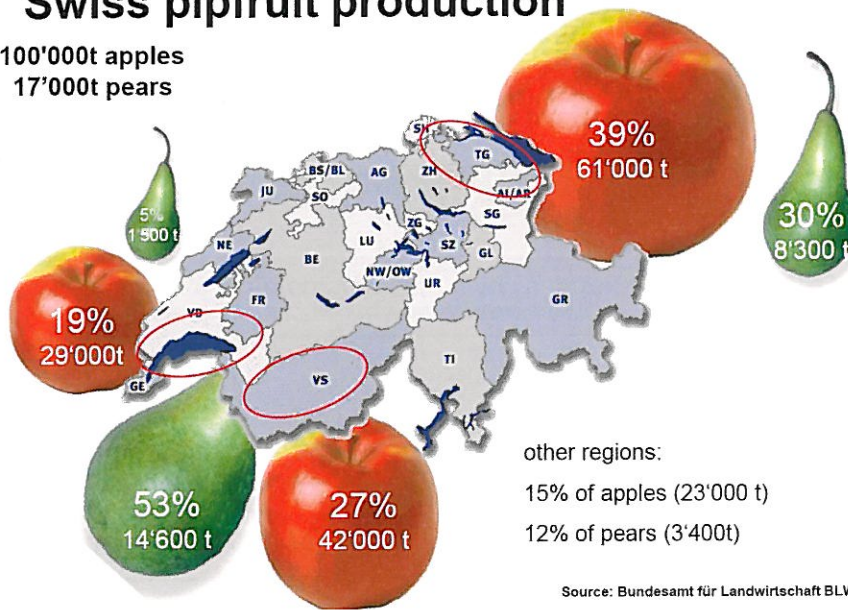 Swiss pipfruit production
100'000t apples
17’000t pears
39%
61‘000 t
30%
8‘300 t
5%
1‘500 t
19%
29‘000t
53%
14‘600 t
27%
42‘000 t
SH
TG
BS/BL
AG
ZH
JU
SO
AI/AR
SG
NE
LU
ZG
SZ
BE
GL
NW/OW
UR
FR
GR
VD
VS
TI
GE
other regions:
15% of apples (23‘000 t)
12% of pears (3‘400t)
Source: Bundesamt für Landwirtschaft BLW